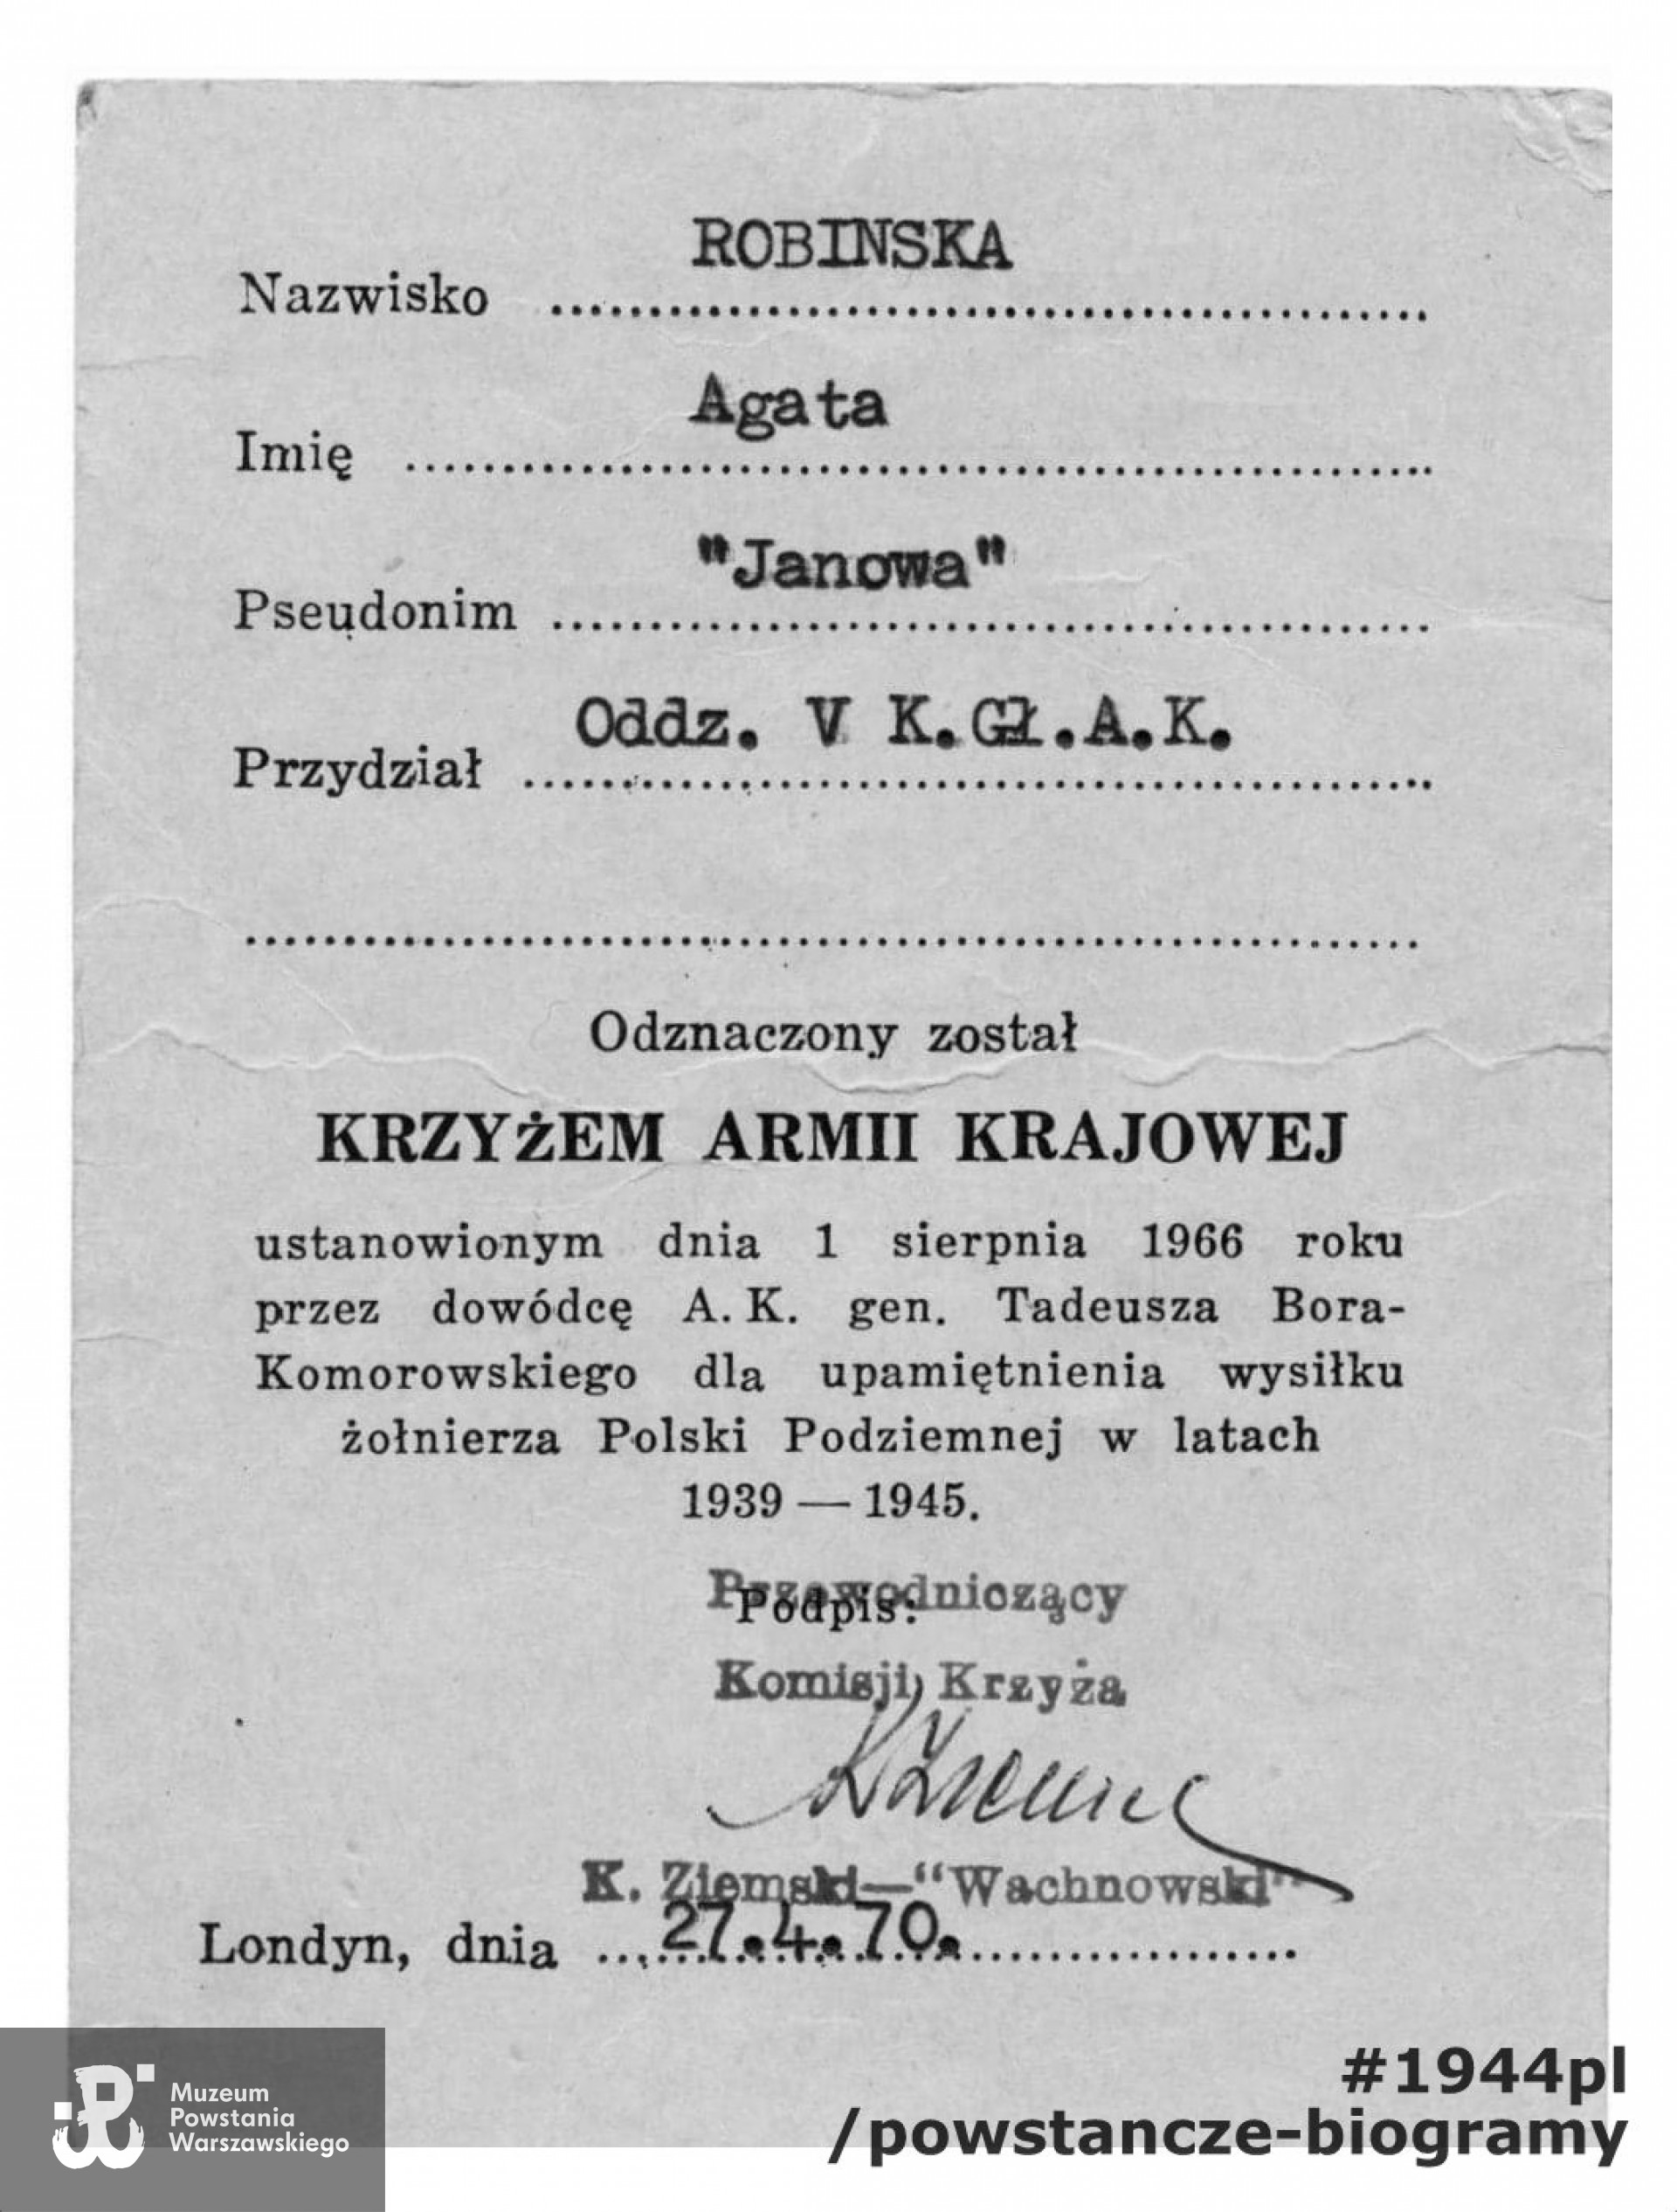 ROBINSKA
Nazwisko
Agata
Imię
"Janowa"
Pseudonim
Oddz. V K.Gł.A.K.
Przydział
Odznaczony został
KRZYżEM ARMII KRAJOWEJ
ustanowionym dnia 1 sierpnia 1966 roku
przez dowódcę A. K. gen. Tadeusza Bora-
Komorowskiego dla upamiętnienia wysiłku
żołnierza Polski Podziemnej w latach
1939 — 1945.
Przewodniczący
Podpis:
Komisji Krzyża
K. Ziemski—“Wachnowski”
Londyn, dnia 27.4.70.
Muzeum
Powstania
Warszawskiego
#1944pl
/powstancze-biogramy